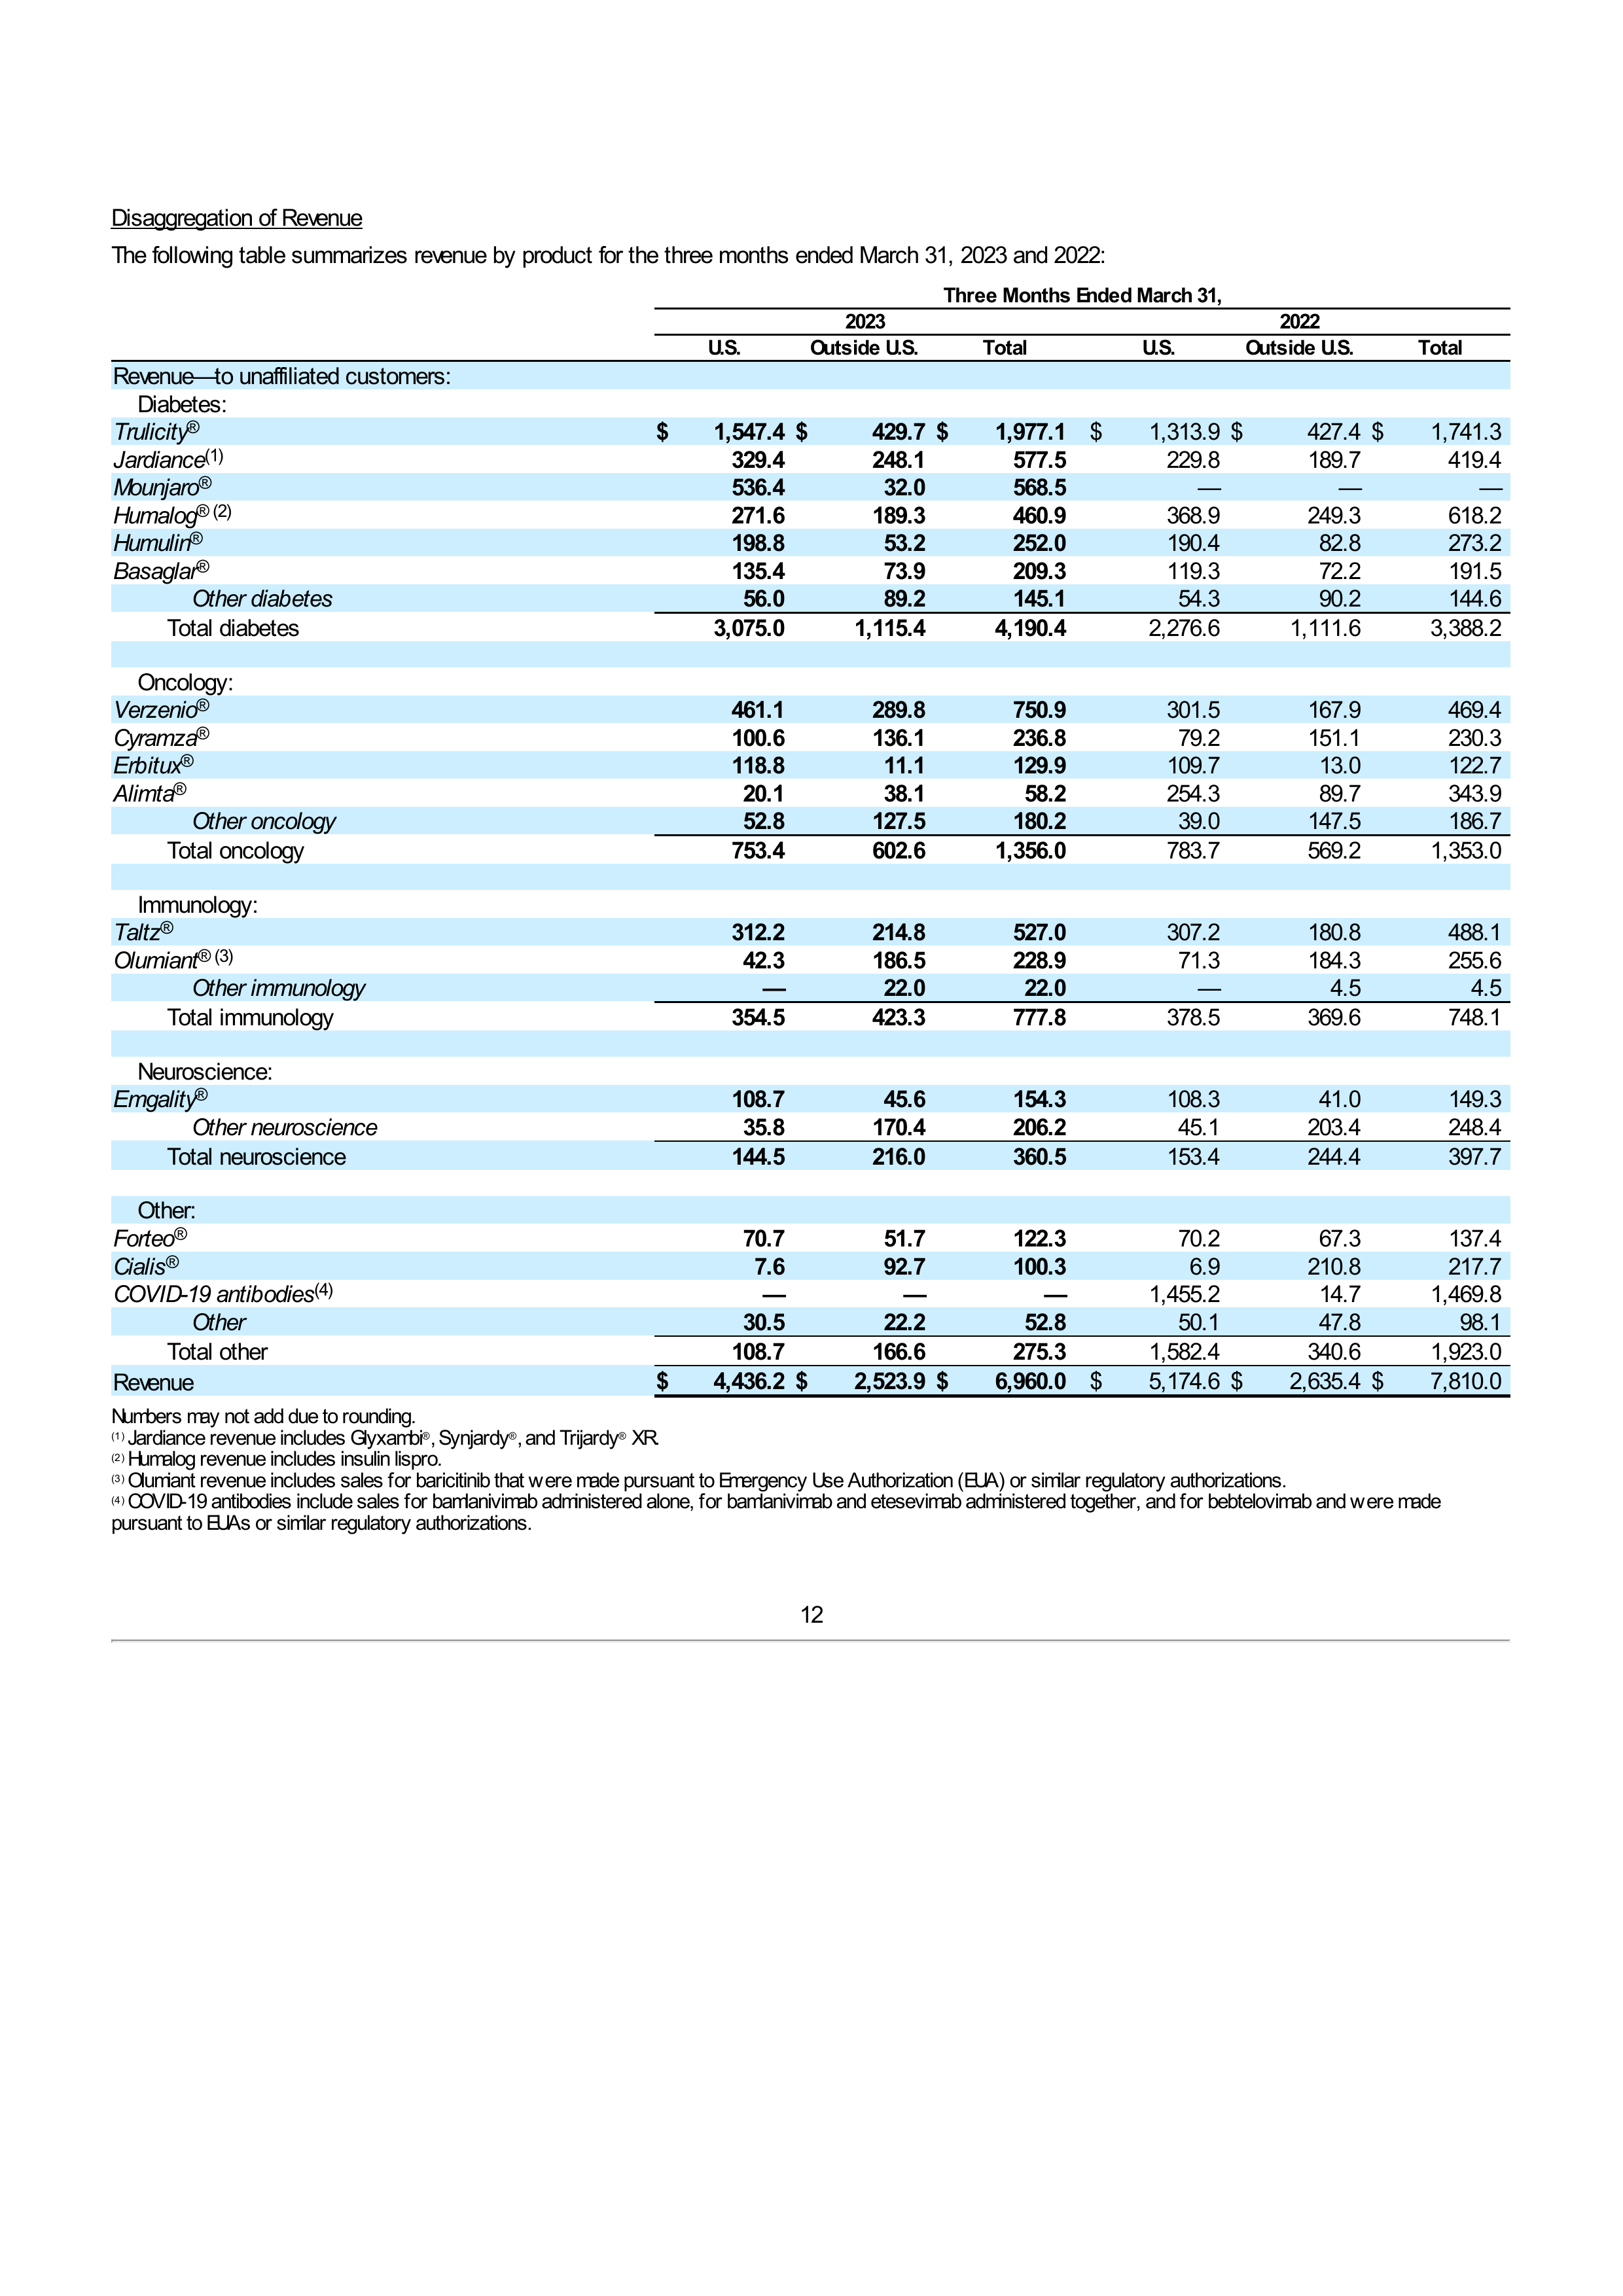 Disaggregation of Revenue
The following table summarizes revenue by product for the three months ended March 31, 2023 and 2022:
Three Months Ended March 31,
2023 2022
U.S. Outside U.S. Total U.S. Outside U.S. Total
Revenue—to unaffiliated customers:
Diabetes:
Trulicity® $ 1,547.4 $ 429.7 $ 1,977.1 $ 1,313.9 $ 427.4 $ 1,741.3
Jardiance(1) 329.4 248.1 577.5 229.8 189.7 419.4
Mounjaro® 536.4 32.0 568.5 — — —
Humalog® (2) 271.6 189.3 460.9 368.9 249.3 618.2
Humulin® 198.8 53.2 252.0 190.4 82.8 273.2
Basaglar® 135.4 73.9 209.3 119.3 72.2 191.5
Other diabetes 56.0 89.2 145.1 54.3 90.2 144.6
Total diabetes 3,075.0 1,115.4 4,190.4 2,276.6 1,111.6 3,388.2
Oncology:
Verzenio® 461.1 289.8 750.9 301.5 167.9 469.4
Cyramza® 100.6 136.1 236.8 79.2 151.1 230.3
Erbitux® 118.8 11.1 129.9 109.7 13.0 122.7
Alimta® 20.1 38.1 58.2 254.3 89.7 343.9
Other oncology 52.8 127.5 180.2 39.0 147.5 186.7
Total oncology 753.4 602.6 1,356.0 783.7 569.2 1,353.0
Immunology:
Taltz® 312.2 214.8 527.0 307.2 180.8 488.1
Olumiant® (3) 42.3 186.5 228.9 71.3 184.3 255.6
Other immunology — 22.0 22.0 — 4.5 4.5
Total immunology 354.5 423.3 777.8 378.5 369.6 748.1
Neuroscience:
Emgality® 108.7 45.6 154.3 108.3 41.0 149.3
Other neuroscience 35.8 170.4 206.2 45.1 203.4 248.4
Total neuroscience 144.5 216.0 360.5 153.4 244.4 397.7
Other:
Forteo® 70.7 51.7 122.3 70.2 67.3 137.4
Cialis® 7.6 92.7 100.3 6.9 210.8 217.7
COVID-19 antibodies(4) — — — 1,455.2 14.7 1,469.8
Other 30.5 22.2 52.8 50.1 47.8 98.1
Total other 108.7 166.6 275.3 1,582.4 340.6 1,923.0
Revenue $ 4,436.2 $ 2,523.9 $ 6,960.0 $ 5,174.6 $ 2,635.4 $ 7,810.0
Numbers may not add due to rounding.
(1) Jardiance revenue includes Glyxambi®, Synjardy®, and Trijardy® XR.
(2) Humalog revenue includes insulin lispro.
(3) Olumiant revenue includes sales for baricitinib that were made pursuant to Emergency Use Authorization (EUA) or similar regulatory authorizations.
(4) COVID-19 antibodies include sales for bamlanivimab administered alone, for bamlanivimab and etesevimab administered together, and for bebtelovimab and were made
pursuant to EUAs or similar regulatory authorizations.
12